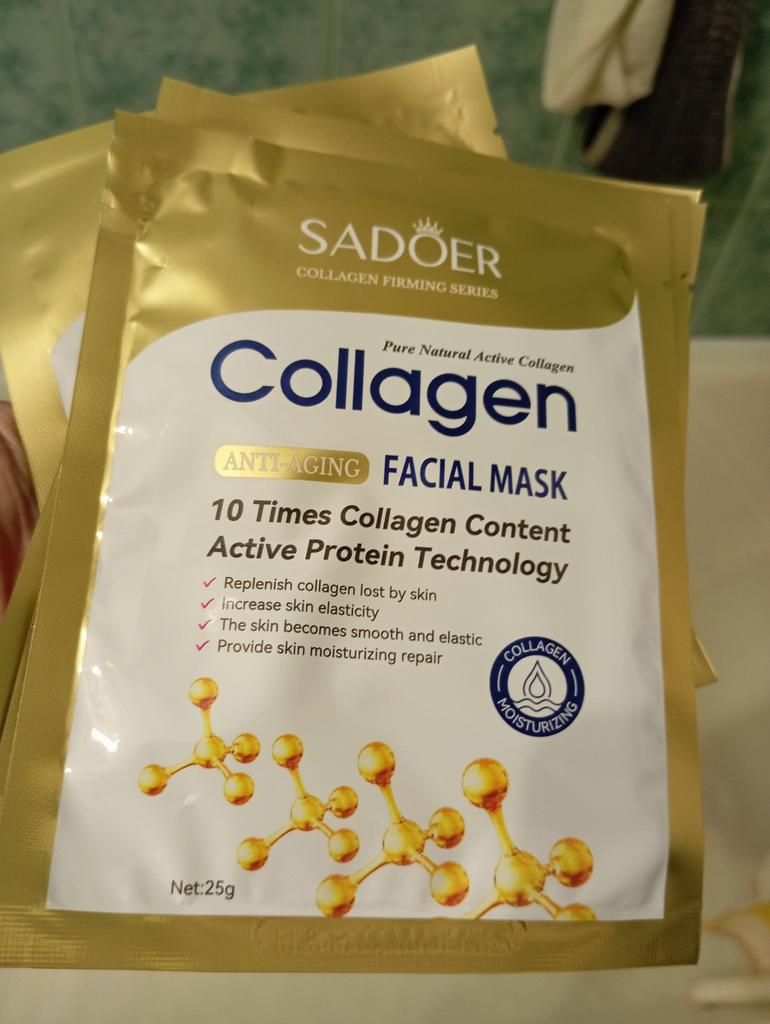 SADOER
COLLAGEN FIRMING SERIES
Pure Natural Active Collagen
Collagen
ANTI-AGING FACIAL MASK
10 Times Collagen Content
Active Protein Technology
✓ Replenish collagen lost by skin
✓ Increase skin elasticity
✓ The skin becomes smooth and elastic
✓ Provide skin moisturizing repair
COLLAGEN
MOISTURIZING
Net:25g